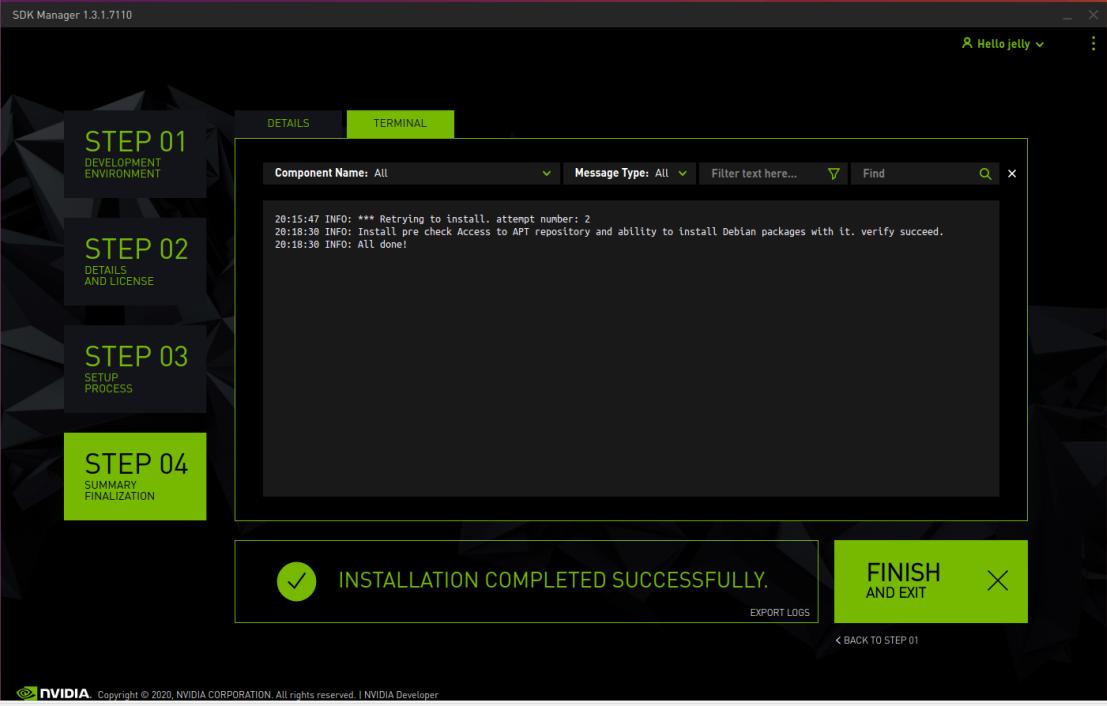 SDK Manager 1.3.1.7110
Hello jelly
STEP 01
DEVELOPMENT
ENVIRONMENT
STEP 02
DETAILS
AND LICENSE
STEP 03
SETUP
PROCESS
STEP 04
SUMMARY
FINALIZATION
DETAILS TERMINAL
Component Name: All Message Type: All Filter text here... Find
20:15:47 INFO: *** Retrying to install. attempt number: 2
20:18:30 INFO: Install pre check Access to APT repository and ability to install Debian packages with it. verify succeed.
20:18:30 INFO: All done!
INSTALLATION COMPLETED SUCCESSFULLY.
EXPORT LOGS
FINISH
AND EXIT
BACK TO STEP 01
NVIDIA. Copyright © 2020, NVIDIA CORPORATION. All rights reserved. | NVIDIA Developer